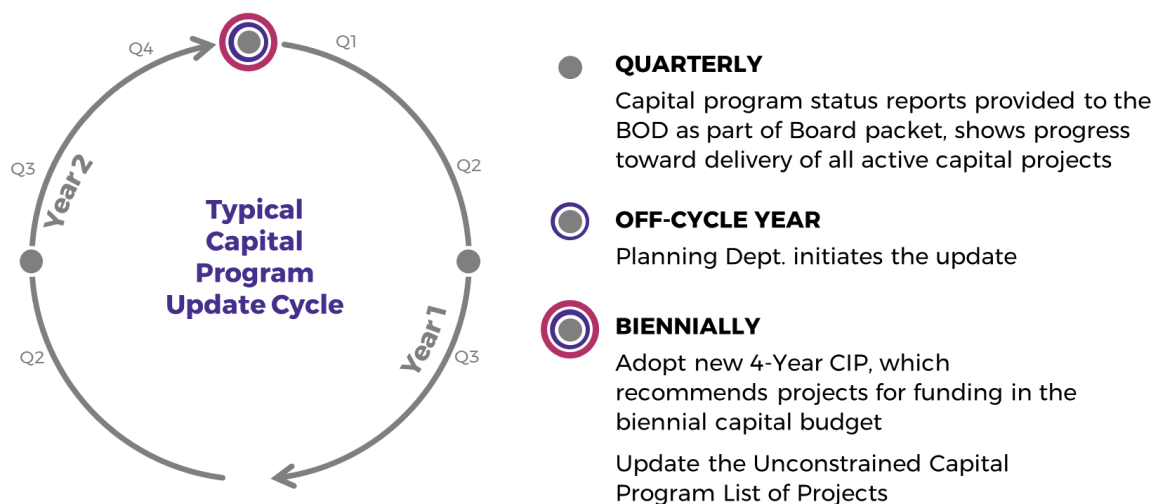 Q4
Q1
Q3
Q2
Year 2
Typical
Capital
Program
Update Cycle
Year 1
Q2
Q3
QUARTERLY
Capital program status reports provided to the
BOD as part of Board packet, shows progress
toward delivery of all active capital projects
OFF-CYCLE YEAR
Planning Dept. initiates the update
BIENNIALLY
Adopt new 4-Year CIP, which
recommends projects for funding in the
biennial capital budget
Update the Unconstrained Capital
Program List of Projects